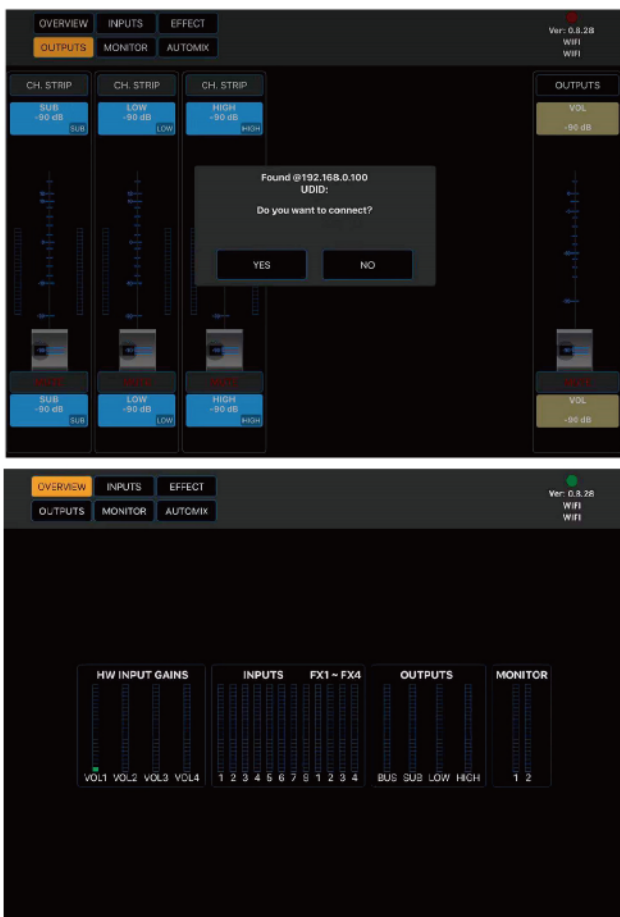 OVERVIEW INPUTS EFFECT
OUTPUTS MONITOR AUTOMIX
Ver: 0.8.28
WIFI
WIFI
CH. STRIP CH. STRIP CH. STRIP OUTPUTS
SUB LOW HIGH VOL
-90 dB -90 dB -90 dB -90 dB
SUB LOW HIGH
Found @192.168.0.100
UDID:
Do you want to connect?
YES NO
SUB LOW HIGH VOL
-90 dB -90 dB -90 dB -90 dB
SUB LOW HIGH
OVERVIEW INPUTS EFFECT
OUTPUTS MONITOR AUTOMIX
Ver: 0.8.28
WIFI
WIFI
HW INPUT GAINS INPUTS FX1 ~ FX4 OUTPUTS MONITOR
VOL1 VOL2 VOL3 VOL4 1 2 3 4 5 6 7 8 1 2 3 4 BUS SUB LOW HIGH 1 2